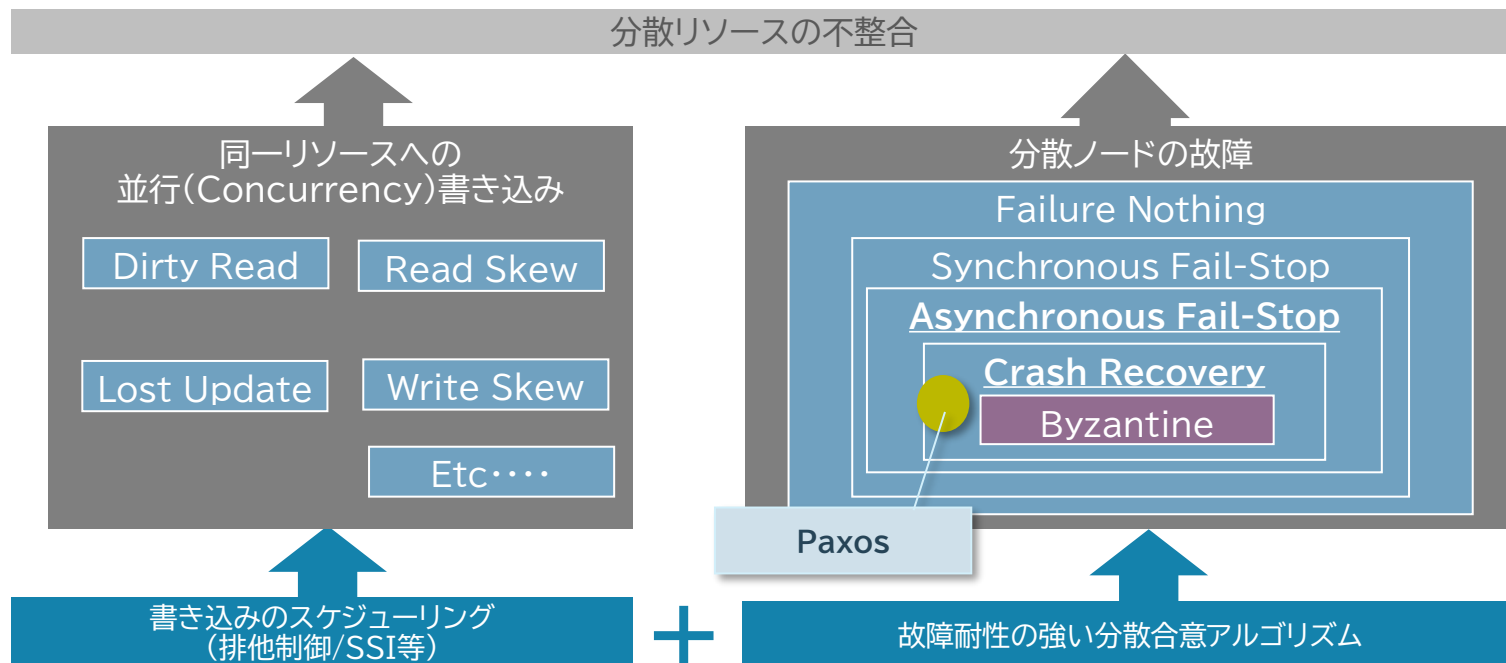 分散リソースの不整合
同一リソースへの
並行(Concurrency)書き込み
Dirty Read
Read Skew
Lost Update
Write Skew
Etc････
分散ノードの故障
Failure Nothing
Synchronous Fail-Stop
Asynchronous Fail-Stop
Crash Recovery
Byzantine
Paxos
書き込みのスケジューリング
(排他制御/SSI等)
+
故障耐性の強い分散合意アルゴリズム